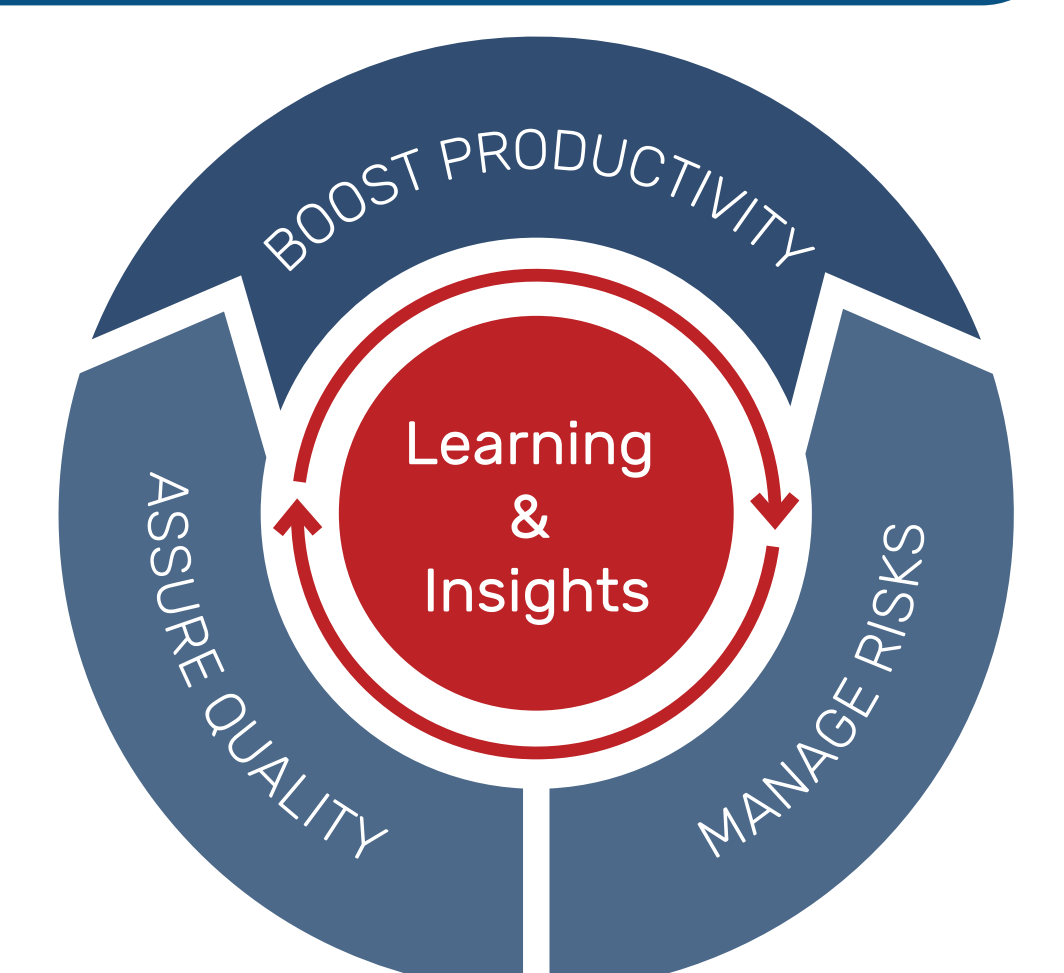 BOOST PRODUCTIVITY
Learning
&
Insights
ASSURE QUALITY
MANAGE RISKS